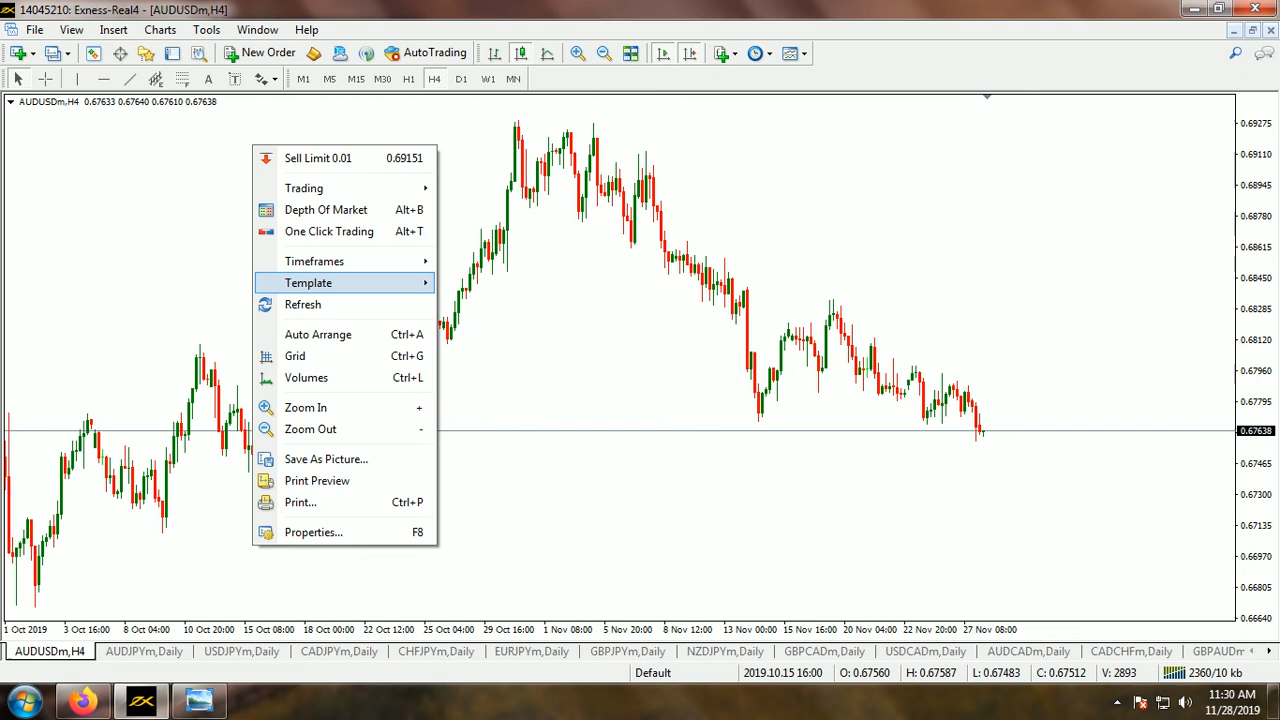 14045210: Exness-Real4 - [AUDUSDm,H4]
File View Insert Charts Tools Window Help
New Order AutoTrading
A T M1 M5 M15 M30 H1 H4 D1 W1 MN
AUDUSDm,H4 0.67633 0.67640 0.67610 0.67638
Sell Limit 0.01 0.69151
Trading
Depth Of Market Alt+B
One Click Trading Alt+T
Timeframes
Template
Refresh
Auto Arrange Ctrl+A
Grid Ctrl+G
Volumes Ctrl+L
Zoom In +
Zoom Out -
Save As Picture...
Print Preview
Print... Ctrl+P
Properties... F8
0.69275
0.69110
0.68945
0.68780
0.68615
0.68450
0.68285
0.68120
0.67960
0.67795
0.67638
0.67465
0.67300
0.67135
0.66970
0.66805
0.66640
1 Oct 2019 3 Oct 16:00 8 Oct 04:00 10 Oct 20:00 15 Oct 08:00 18 Oct 00:00 22 Oct 12:00 25 Oct 04:00 29 Oct 16:00 1 Nov 08:00 5 Nov 20:00 8 Nov 12:00 13 Nov 00:00 15 Nov 16:00 20 Nov 04:00 22 Nov 20:00 27 Nov 08:00
AUDUSDm,H4 AUDJPYm,Daily USDJPYm,Daily CADJPYm,Daily CHFJPYm,Daily EURJPYm,Daily GBPJPYm,Daily NZDJPYm,Daily GBPCADm,Daily USDCADm,Daily AUDCADm,Daily CADCHFm,Daily GBPAUDm
Default 2019.10.15 16:00 O: 0.67560 H: 0.67587 L: 0.67483 C: 0.67512 V: 2893 2360/10 kb
11:30 AM
11/28/2019